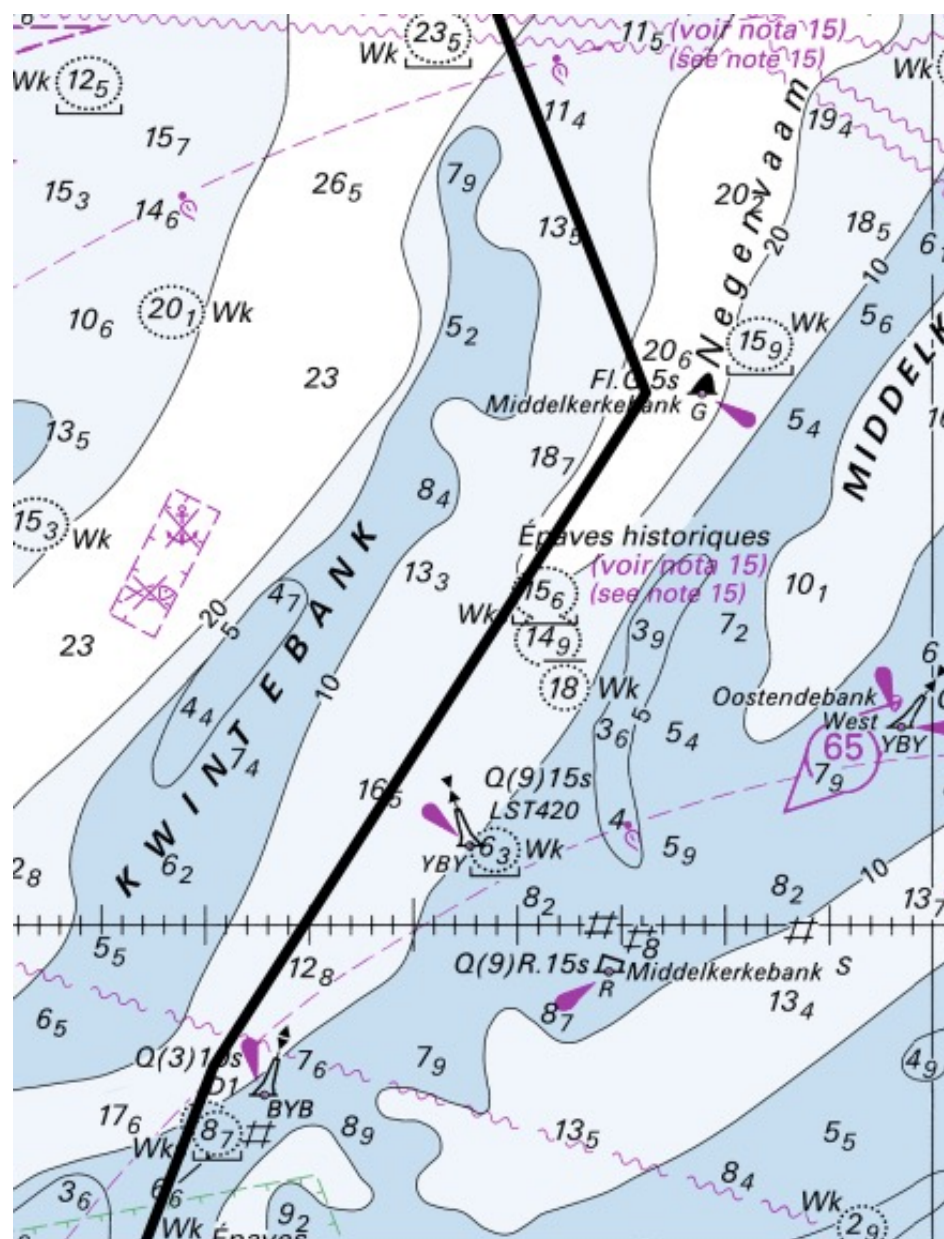 23₅
11₅
(voir nota 15)
(see note 15)
Wk
Wk 12₅
Wk
11₄
19₄
15₇
7₉
15₃
26₅
20₂
14₆
13₅
18₅
Negenvaam
20
6₁
10
20₁ Wk
10₆
5₂
5₆
15₉ Wk
20₆
23
Fl.G.5s
Middelkerkebank
G
MIDDELK
13₅
5₄
18₇
8₄
15₃ Wk
Épaves historiques
(voir nota 15)
(see note 15)
13₃
15₆
10₁
4₇
Wk
20
5
3₉
7₂
14₉
23
6
18 Wk
KWINTEBANK
10
Oostendebank
West
YBY
4₄
3₆
5
5₄
65
7₄
7₉
Q(9)15s
LST420
16₅
4
YBY 6₃ Wk
5₉
6₂
10
2₈
8₂
8₂
13₇
5₅
8
12₈
Q(9)R.15s
Middelkerkebank
S
R
13₄
6₅
8₇
Q(3)10s
D1
7₆
7₉
4₉
BYB
17₆
8₇
8₉
13₅
5₅
Wk
8₄
3₆
6₆
Wk
9₂
Wk
2₉
Épaves